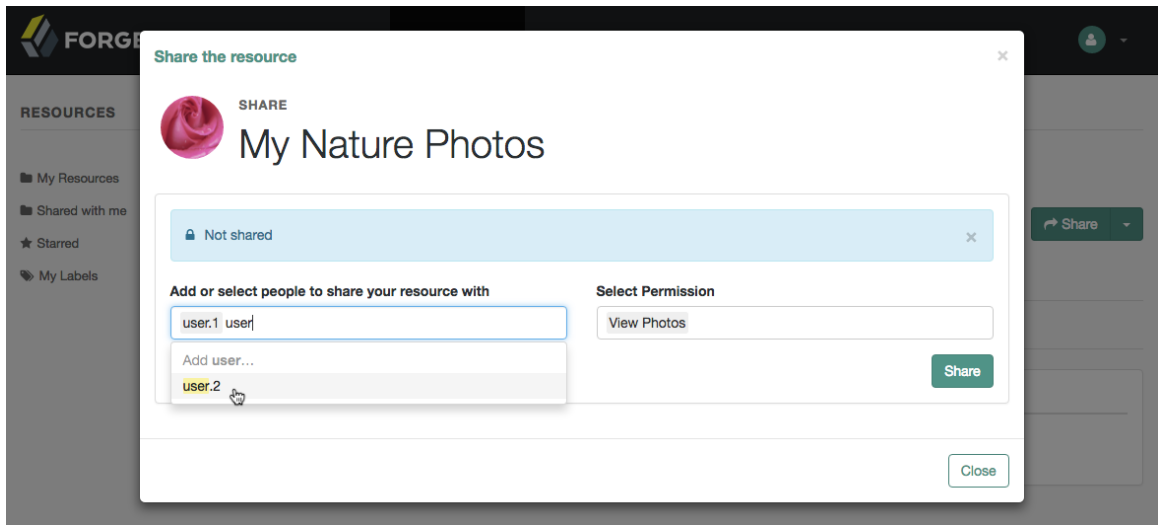 FORGE
Share the resource
×
RESOURCES
SHARE
My Nature Photos
My Resources
Shared with me
Starred
My Labels
Not shared
×
Share
Add or select people to share your resource with
Select Permission
user.1 user
View Photos
Add user...
user.2
Share
Close